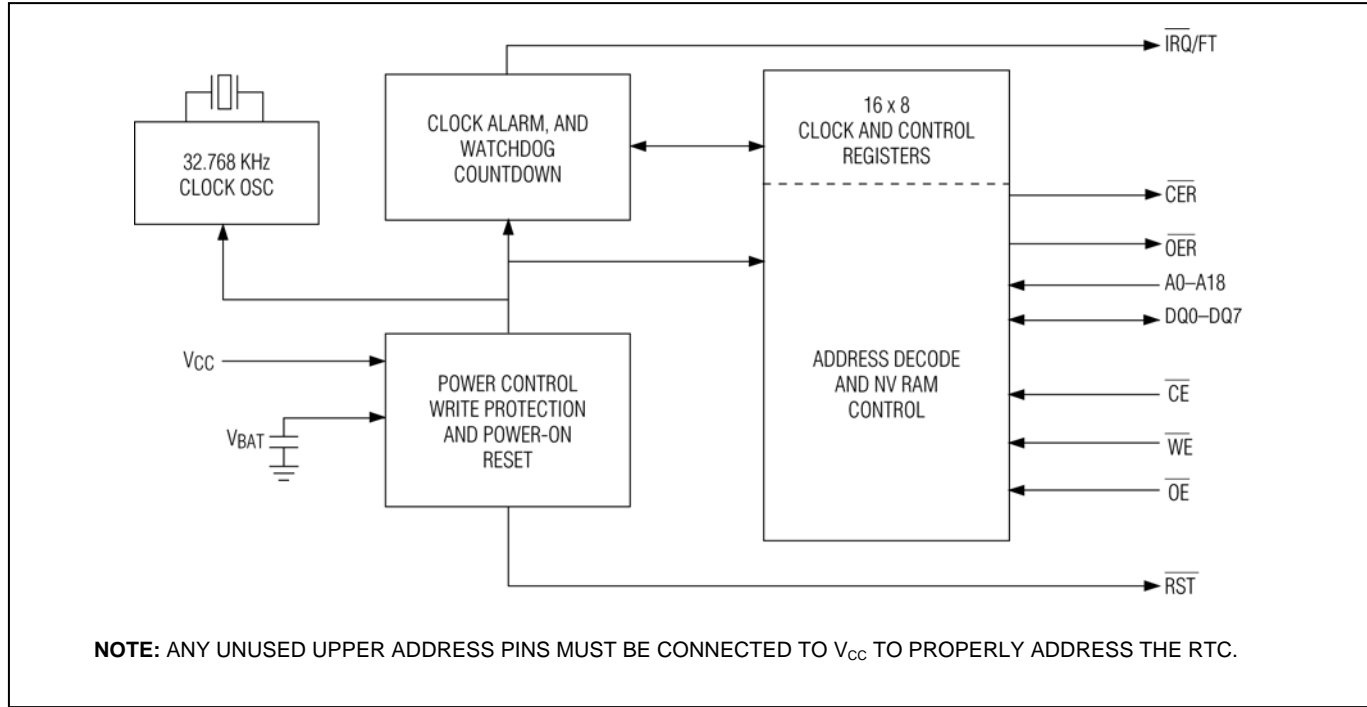 IRQ/FT
CLOCK ALARM, AND
WATCHDOG
COUNTDOWN
16 x 8
CLOCK AND CONTROL
REGISTERS
32.768 KHz
CLOCK OSC
CER
OER
A0–A18
DQ0–DQ7
VCC
POWER CONTROL
WRITE PROTECTION
AND POWER-ON
RESET
VBAT
ADDRESS DECODE
AND NV RAM
CONTROL
CE
WE
OE
RST
NOTE: ANY UNUSED UPPER ADDRESS PINS MUST BE CONNECTED TO VCC TO PROPERLY ADDRESS THE RTC.